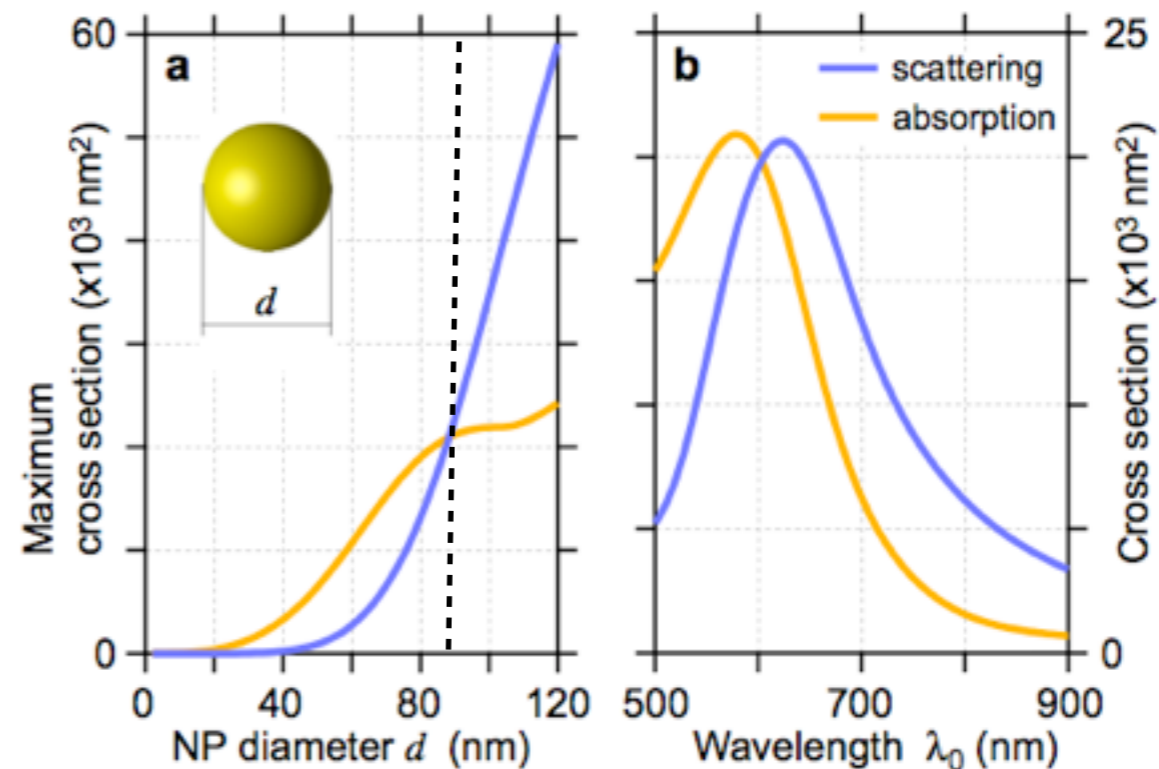 60
a
d
0
Maximum
cross section (x10³ nm²)
0 40 80 120
NP diameter d (nm)
b
scattering
absorption
25
0
Cross section (x10³ nm²)
500 700 900
Wavelength λ₀ (nm)